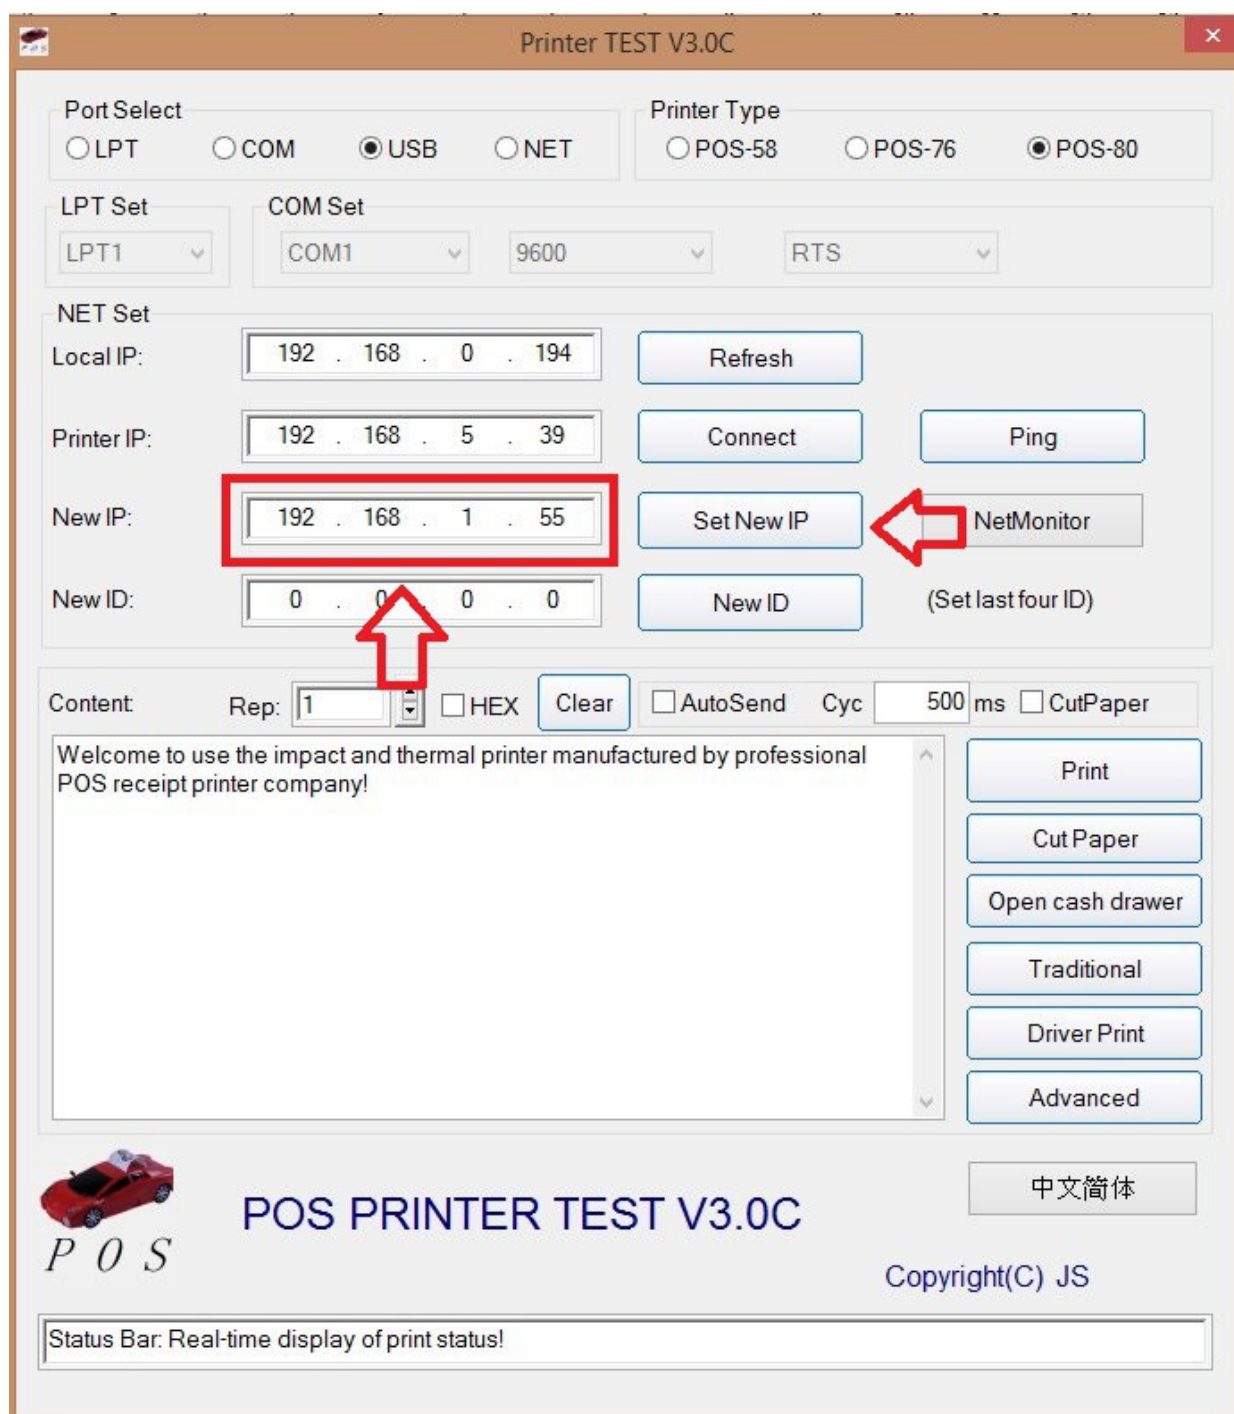 Printer TEST V3.0C
Port Select
LPT COM USB NET
Printer Type
POS-58 POS-76 POS-80
LPT Set
LPT1
COM Set
COM1 9600 RTS
NET Set
Local IP: 192 . 168 . 0 . 194 Refresh
Printer IP: 192 . 168 . 5 . 39 Connect Ping
New IP: 192 . 168 . 1 . 55 Set New IP NetMonitor
New ID: 0 . 0 . 0 . 0 New ID (Set last four ID)
Content: Rep: 1 HEX Clear AutoSend Cyc 500 ms CutPaper
Welcome to use the impact and thermal printer manufactured by professional
POS receipt printer company!
Print
Cut Paper
Open cash drawer
Traditional
Driver Print
Advanced
POS
POS PRINTER TEST V3.0C
中文简体
Copyright(C) JS
Status Bar: Real-time display of print status!